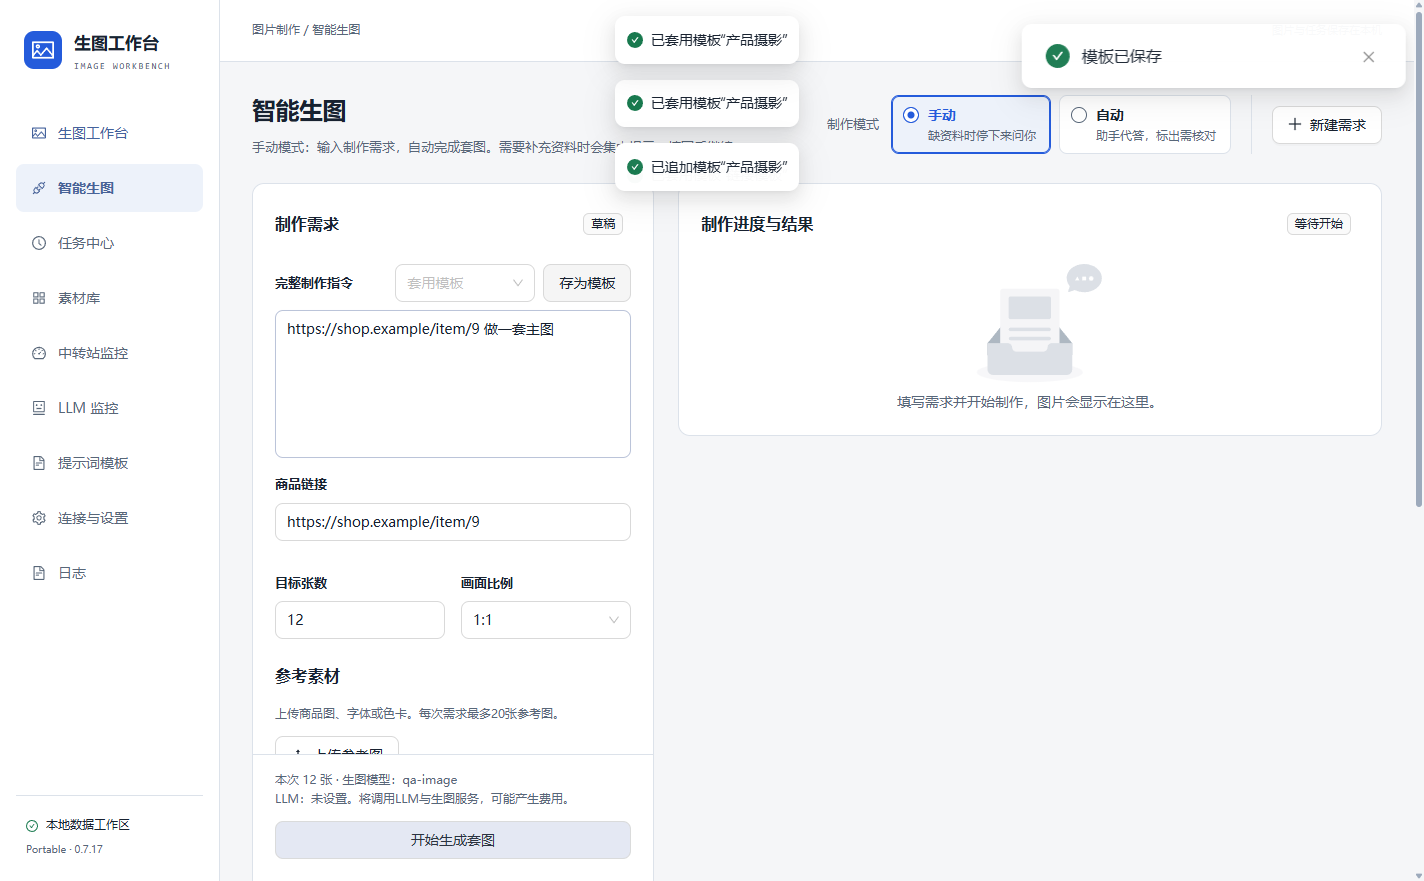 生图工作台
IMAGE WORKBENCH
生图工作台
智能生图
任务中心
素材库
中转站监控
LLM 监控
提示词模板
连接与设置
日志
本地数据工作区
Portable · 0.7.17
图片制作 / 智能生图
已套用模板“产品摄影”
已套用模板“产品摄影”
已追加模板“产品摄影”
模板已保存
智能生图
手动模式：输入制作需求，自动完成套图。需要补充资料时会集
制作模式
手动
缺资料时停下来问你
自动
助手代答，标出需核对
新建需求
制作需求
草稿
完整制作指令
套用模板
存为模板
https://shop.example/item/9 做一套主图
商品链接
https://shop.example/item/9
目标张数
画面比例
12
1:1
参考素材
上传商品图、字体或色卡。每次需求最多20张参考图。
上传参考图
本次 12 张 · 生图模型：qa-image
LLM：未设置。将调用LLM与生图服务，可能产生费用。
开始生成套图
制作进度与结果
等待开始
填写需求并开始制作，图片会显示在这里。